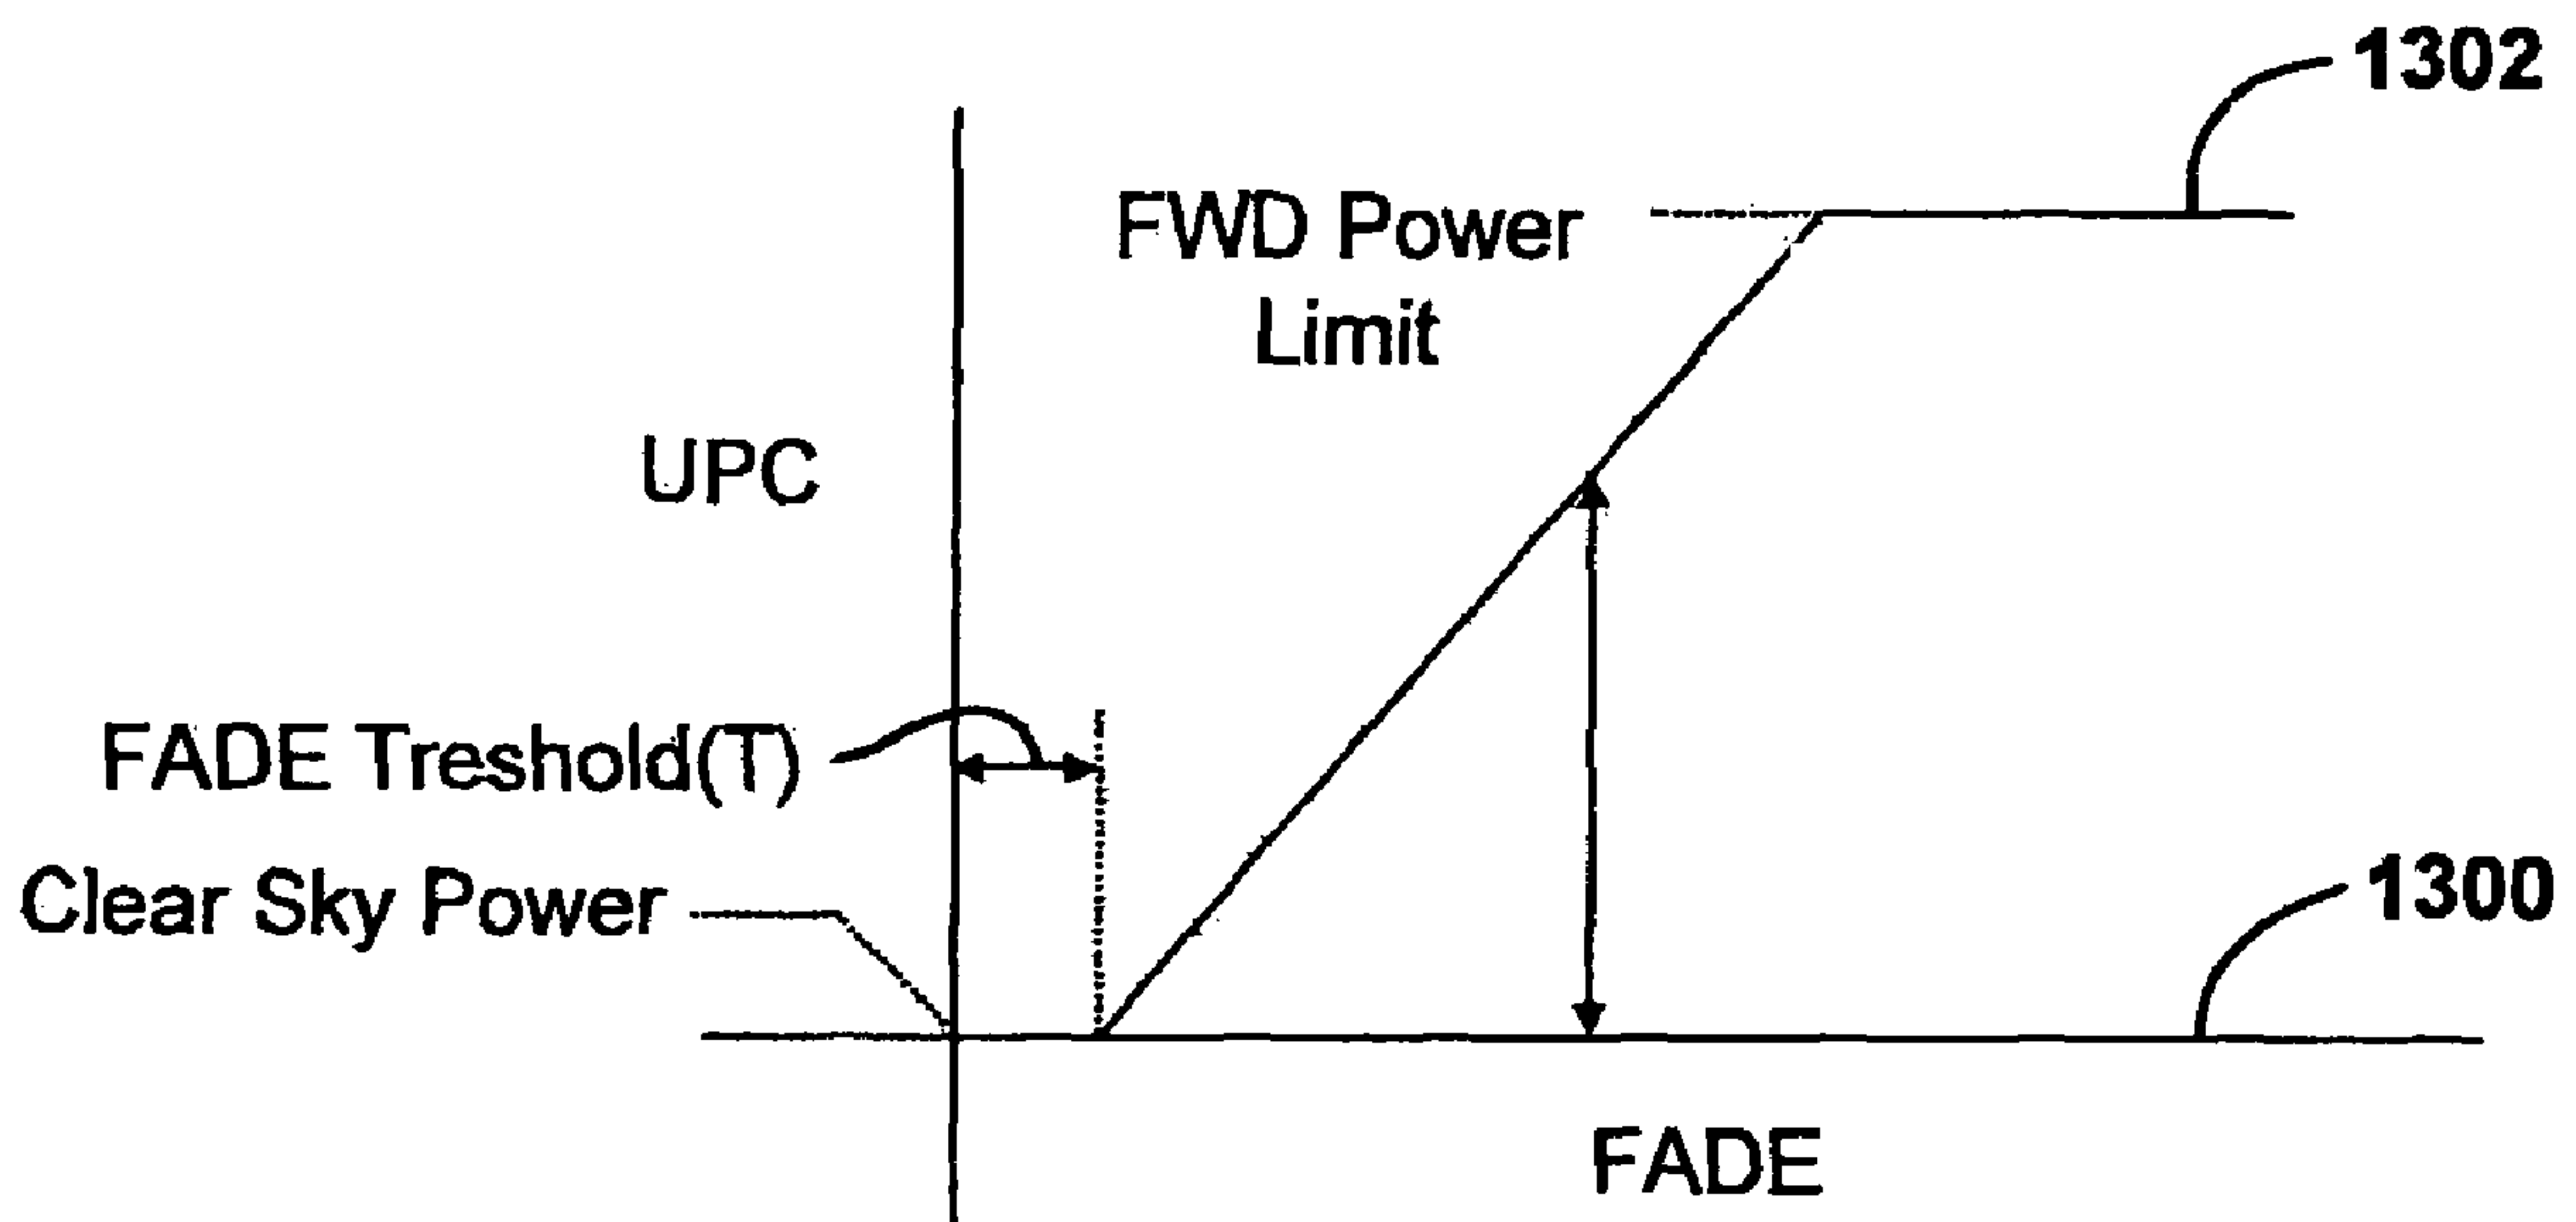 1302
FWD Power
Limit
UPC
FADE Treshold(T)
Clear Sky Power
1300
FADE